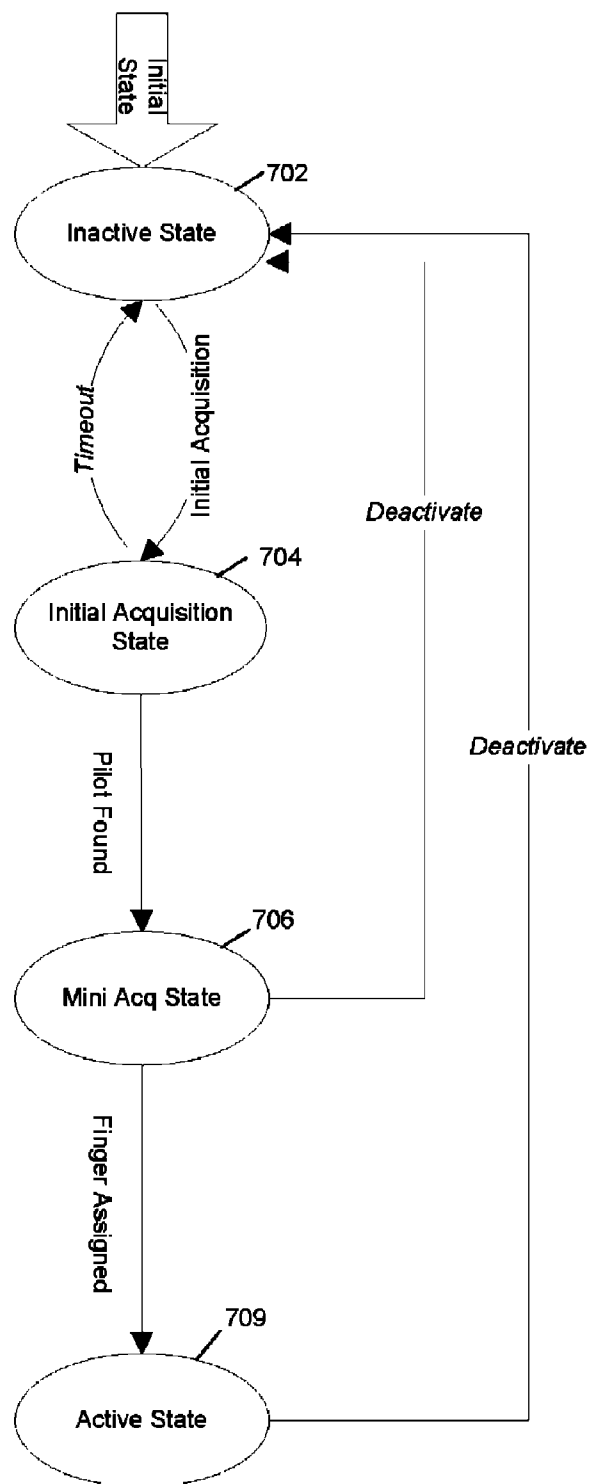 Initial
State
702
Inactive State
Timeout
Initial Acquisition
Deactivate
704
Initial Acquisition
State
Deactivate
Pilot Found
706
Mini Acq State
Finger Assigned
709
Active State